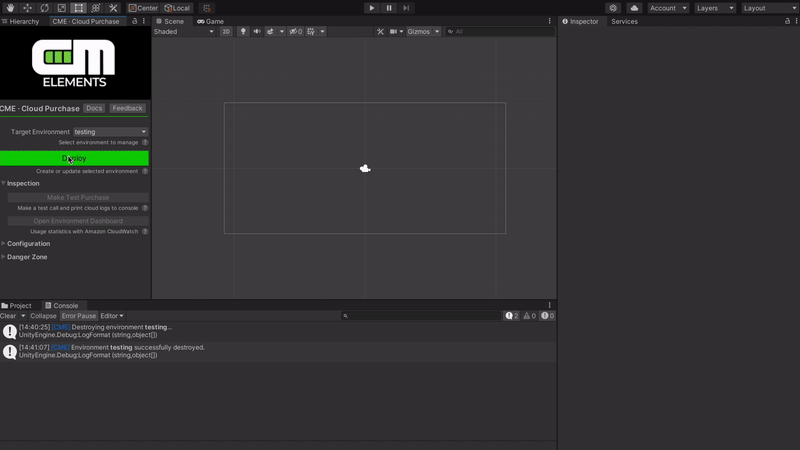 Center Local Account Layers Layout
Hierarchy CME - Cloud Purchase Scene Game Inspector Services
Shaded 2D 0 Gizmos All
CM
ELEMENTS
CME - Cloud Purchase Docs Feedback
Target Environment testing
Select environment to manage ?
Deploy
Create or update selected environment ?
Inspection
Make Test Purchase
Make a test call and print cloud logs to console ?
Open Environment Dashboard
Usage statistics with Amazon CloudWatch ?
Configuration
Danger Zone
Project Console
Clear Collapse Error Pause Editor 2 0 0
[14:40:25] [CME] Destroying environment testing...
UnityEngine.Debug:LogFormat (string,object[])
[14:41:07] [CME] Environment testing successfully destroyed.
UnityEngine.Debug:LogFormat (string,object[])